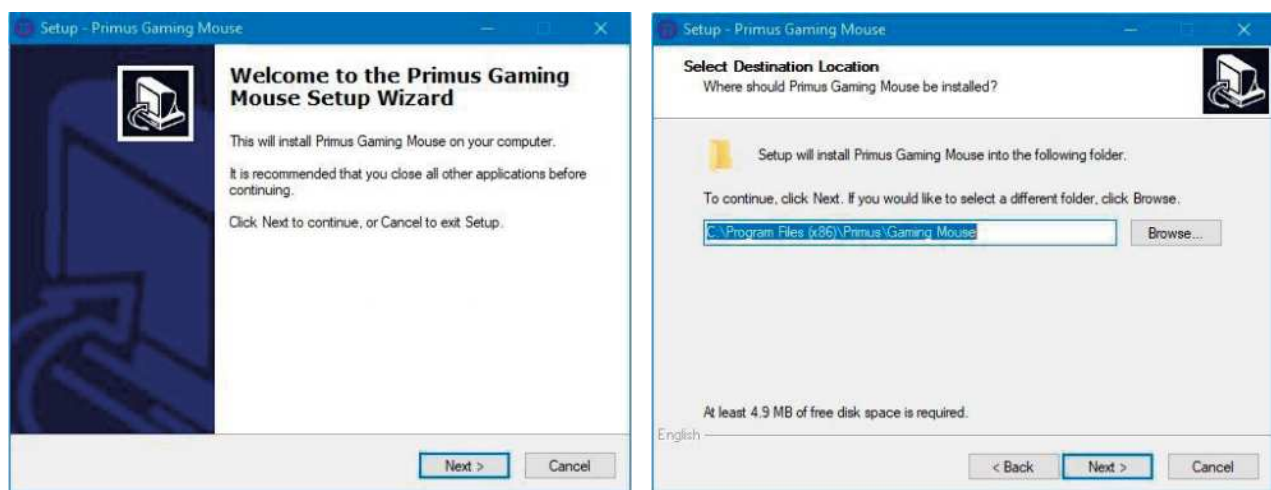 Setup - Primus Gaming Mouse
Welcome to the Primus Gaming
Mouse Setup Wizard
This will install Primus Gaming Mouse on your computer.
It is recommended that you close all other applications before
continuing.
Click Next to continue, or Cancel to exit Setup.
Next >
Cancel
Setup - Primus Gaming Mouse
Select Destination Location
Where should Primus Gaming Mouse be installed?
Setup will install Primus Gaming Mouse into the following folder.
To continue, click Next. If you would like to select a different folder, click Browse.
C:\Program Files (x86)\Primus\Gaming Mouse
Browse...
At least 4.9 MB of free disk space is required.
English
< Back
Next >
Cancel